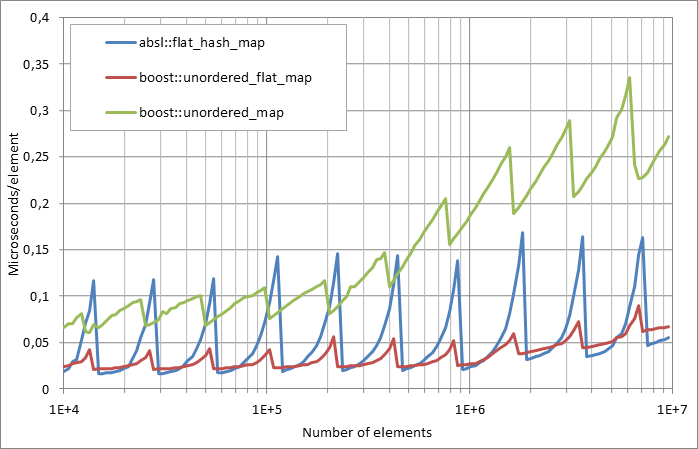 0,4
0,35
0,3
0,25
0,2
0,15
0,1
0,05
0
Microseconds/element
absl::flat_hash_map
boost::unordered_flat_map
boost::unordered_map
1E+4 1E+5 1E+6 1E+7
Number of elements